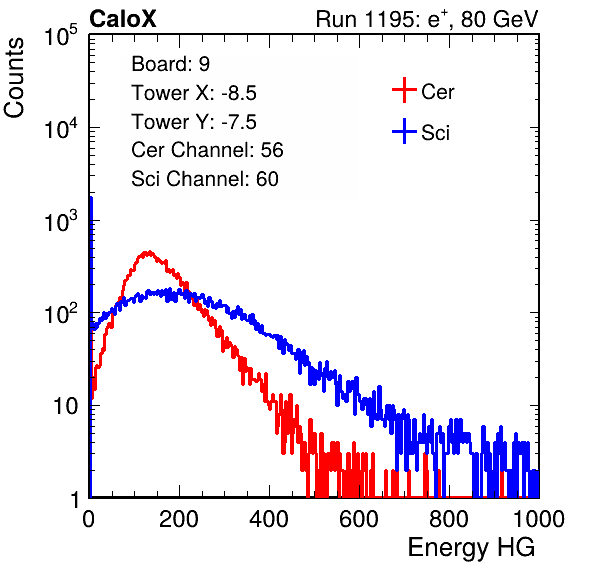 CaloX Run 1195: e⁺, 80 GeV
Board: 9
Tower X: -8.5
Tower Y: -7.5
Cer Channel: 56
Sci Channel: 60
Cer
Sci
Counts
10⁵
10⁴
10³
10²
10
1
0 200 400 600 800 1000
Energy HG